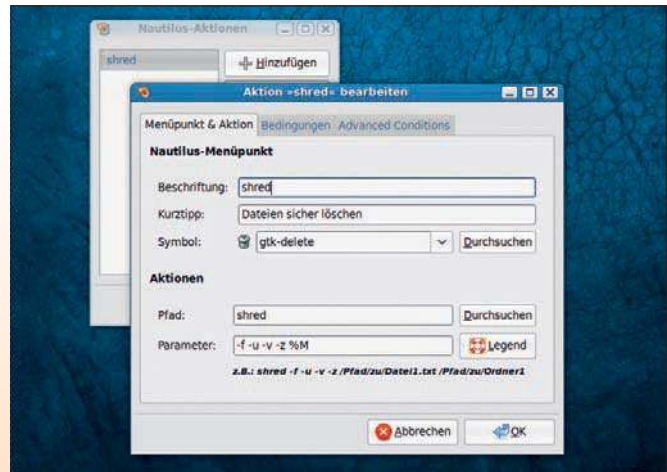 Nautilus-Aktionen
shred
Hinzufügen
Aktion »shred« bearbeiten
Menüpunkt & Aktion Bedingungen Advanced Conditions
Nautilus-Menüpunkt
Beschriftung: shred
Kurztipp: Dateien sicher löschen
Symbol: gtk-delete Durchsuchen
Aktionen
Pfad: shred Durchsuchen
Parameter: -f -u -v -z %M Legend
z.B.: shred -f -u -v -z /Pfad/zu/Datei1.txt /Pfad/zu/Ordner1
Abbrechen OK